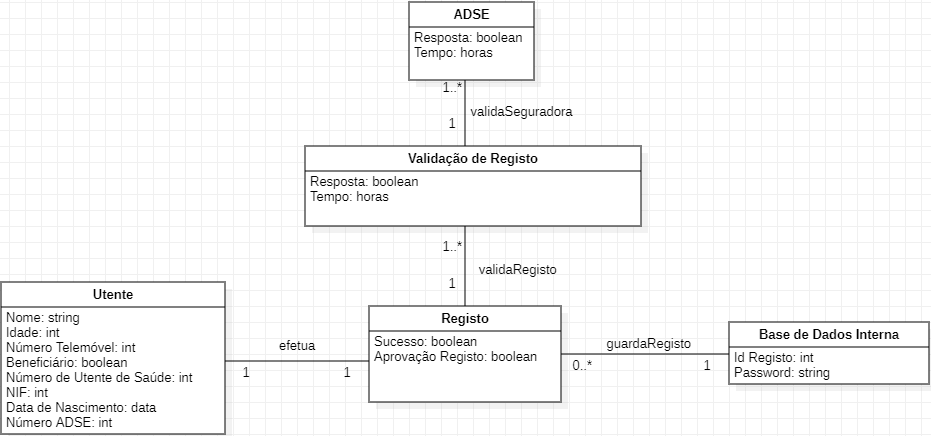 ADSE
Resposta: boolean
Tempo: horas
1..*
validaSeguradora
1
Validação de Registo
Resposta: boolean
Tempo: horas
1..*
validaRegisto
1
Utente
Nome: string
Idade: int
Número Telemóvel: int
Beneficiário: boolean
Número de Utente de Saúde: int
NIF: int
Data de Nascimento: data
Número ADSE: int
efetua
1
1
Registo
Sucesso: boolean
Aprovação Registo: boolean
guardaRegisto
0..*
1
Base de Dados Interna
Id Registo: int
Password: string